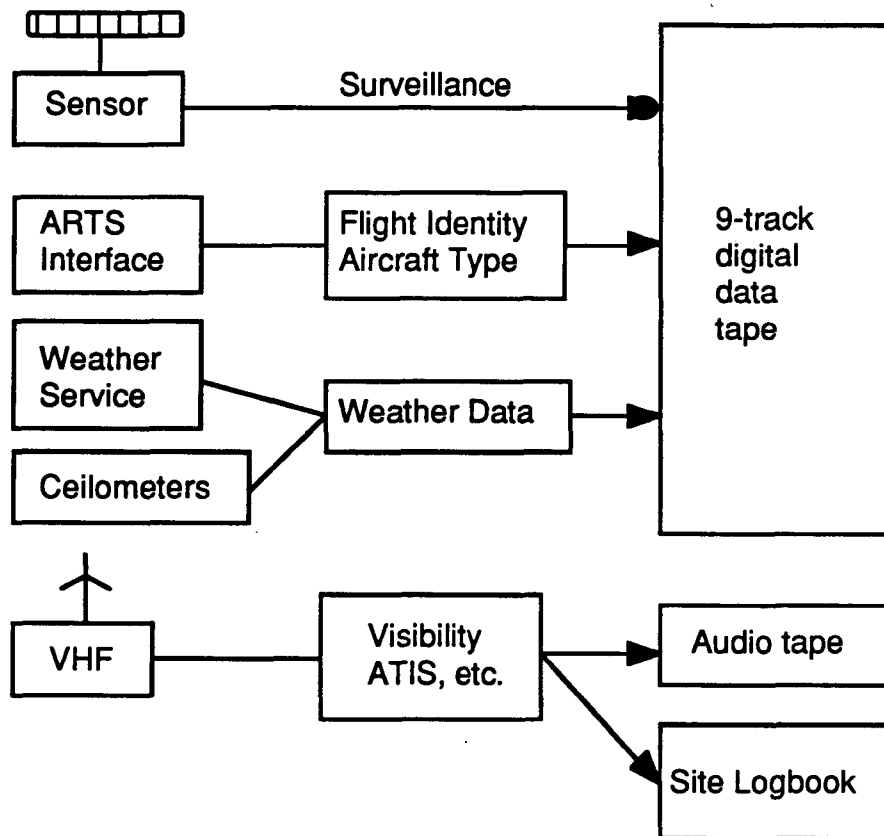 Surveillance
Sensor
ARTS
Interface
Flight Identity
Aircraft Type
9-track
digital
data
tape
Weather
Service
Weather Data
Ceilometers
VHF
Visibility
ATIS, etc.
Audio tape
Site Logbook